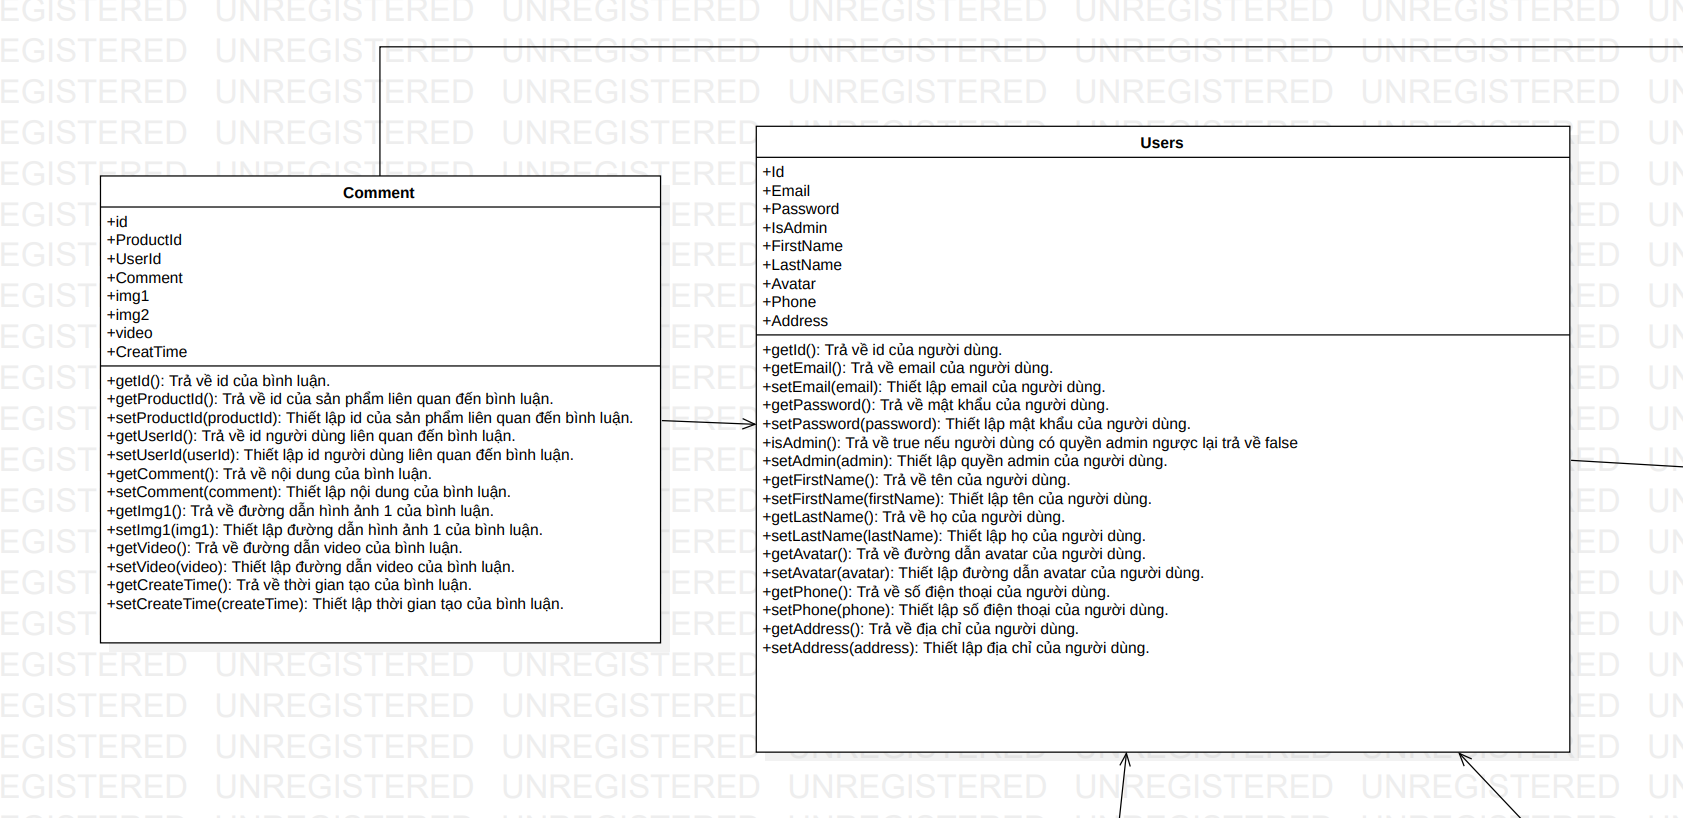 Comment
+id
+ProductId
+UserId
+Comment
+img1
+img2
+video
+CreatTime
+getId(): Trả về id của bình luận.
+getProductId(): Trả về id của sản phẩm liên quan đến bình luận.
+setProductId(productId): Thiết lập id của sản phẩm liên quan đến bình luận.
+getUserId(): Trả về id người dùng liên quan đến bình luận.
+setUserId(userId): Thiết lập id người dùng liên quan đến bình luận.
+getComment(): Trả về nội dung của bình luận.
+setComment(comment): Thiết lập nội dung của bình luận.
+getImg1(): Trả về đường dẫn hình ảnh 1 của bình luận.
+setImg1(img1): Thiết lập đường dẫn hình ảnh 1 của bình luận.
+getVideo(): Trả về đường dẫn video của bình luận.
+setVideo(video): Thiết lập đường dẫn video của bình luận.
+getCreateTime(): Trả về thời gian tạo của bình luận.
+setCreateTime(createTime): Thiết lập thời gian tạo của bình luận.
Users
+Id
+Email
+Password
+IsAdmin
+FirstName
+LastName
+Avatar
+Phone
+Address
+getId(): Trả về id của người dùng.
+getEmail(): Trả về email của người dùng.
+setEmail(email): Thiết lập email của người dùng.
+getPassword(): Trả về mật khẩu của người dùng.
+setPassword(password): Thiết lập mật khẩu của người dùng.
+isAdmin(): Trả về true nếu người dùng có quyền admin ngược lại trả về false
+setAdmin(admin): Thiết lập quyền admin của người dùng.
+getFirstName(): Trả về tên của người dùng.
+setFirstName(firstName): Thiết lập tên của người dùng.
+getLastName(): Trả về họ của người dùng.
+setLastName(lastName): Thiết lập họ của người dùng.
+getAvatar(): Trả về đường dẫn avatar của người dùng.
+setAvatar(avatar): Thiết lập đường dẫn avatar của người dùng.
+getPhone(): Trả về số điện thoại của người dùng.
+setPhone(phone): Thiết lập số điện thoại của người dùng.
+getAddress(): Trả về địa chỉ của người dùng.
+setAddress(address): Thiết lập địa chỉ của người dùng.
UNREGISTERED